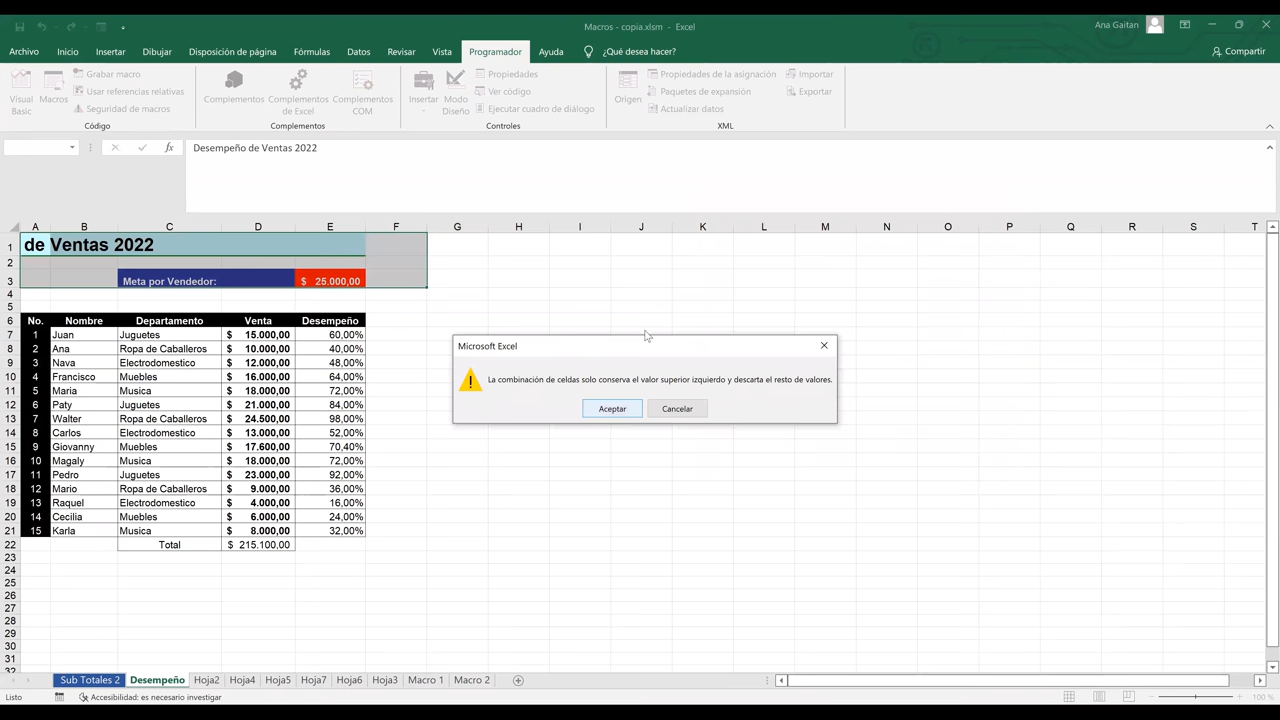 Macros - copia.xlsm - Excel
Ana Gaitan
Archivo Inicio Insertar Dibujar Disposición de página Fórmulas Datos Revisar Vista Programador Ayuda ¿Qué desea hacer? Compartir
Visual Basic
Macros
Grabar macro
Usar referencias relativas
Seguridad de macros
Código
Complementos
Complementos de Excel
Complementos COM
Complementos
Insertar
Modo Diseño
Propiedades
Ver código
Ejecutar cuadro de diálogo
Controles
Origen
Propiedades de la asignación
Paquetes de expansión
Actualizar datos
Importar
Exportar
XML
fx Desempeño de Ventas 2022
A B C D E F G H I J K L M N O P Q R S T
1 de Ventas 2022
2
3 Meta por Vendedor: $ 25.000,00
4
5
6 No. Nombre Departamento Venta Desempeño
7 1 Juan Juguetes $ 15.000,00 60,00%
8 2 Ana Ropa de Caballeros $ 10.000,00 40,00%
9 3 Nava Electrodomestico $ 12.000,00 48,00%
10 4 Francisco Muebles $ 16.000,00 64,00%
11 5 Maria Musica $ 18.000,00 72,00%
12 6 Paty Juguetes $ 21.000,00 84,00%
13 7 Walter Ropa de Caballeros $ 24.500,00 98,00%
14 8 Carlos Electrodomestico $ 13.000,00 52,00%
15 9 Giovanny Muebles $ 17.600,00 70,40%
16 10 Magaly Musica $ 18.000,00 72,00%
17 11 Pedro Juguetes $ 23.000,00 92,00%
18 12 Mario Ropa de Caballeros $ 9.000,00 36,00%
19 13 Raquel Electrodomestico $ 4.000,00 16,00%
20 14 Cecilia Muebles $ 6.000,00 24,00%
21 15 Karla Musica $ 8.000,00 32,00%
22 Total $ 215.100,00
23
24
25
26
27
28
29
30
31
32
Microsoft Excel
La combinación de celdas solo conserva el valor superior izquierdo y descarta el resto de valores.
Aceptar Cancelar
Sub Totales 2 Desempeño Hoja2 Hoja4 Hoja5 Hoja7 Hoja6 Hoja3 Macro 1 Macro 2
Listo Accesibilidad: es necesario investigar 100 %